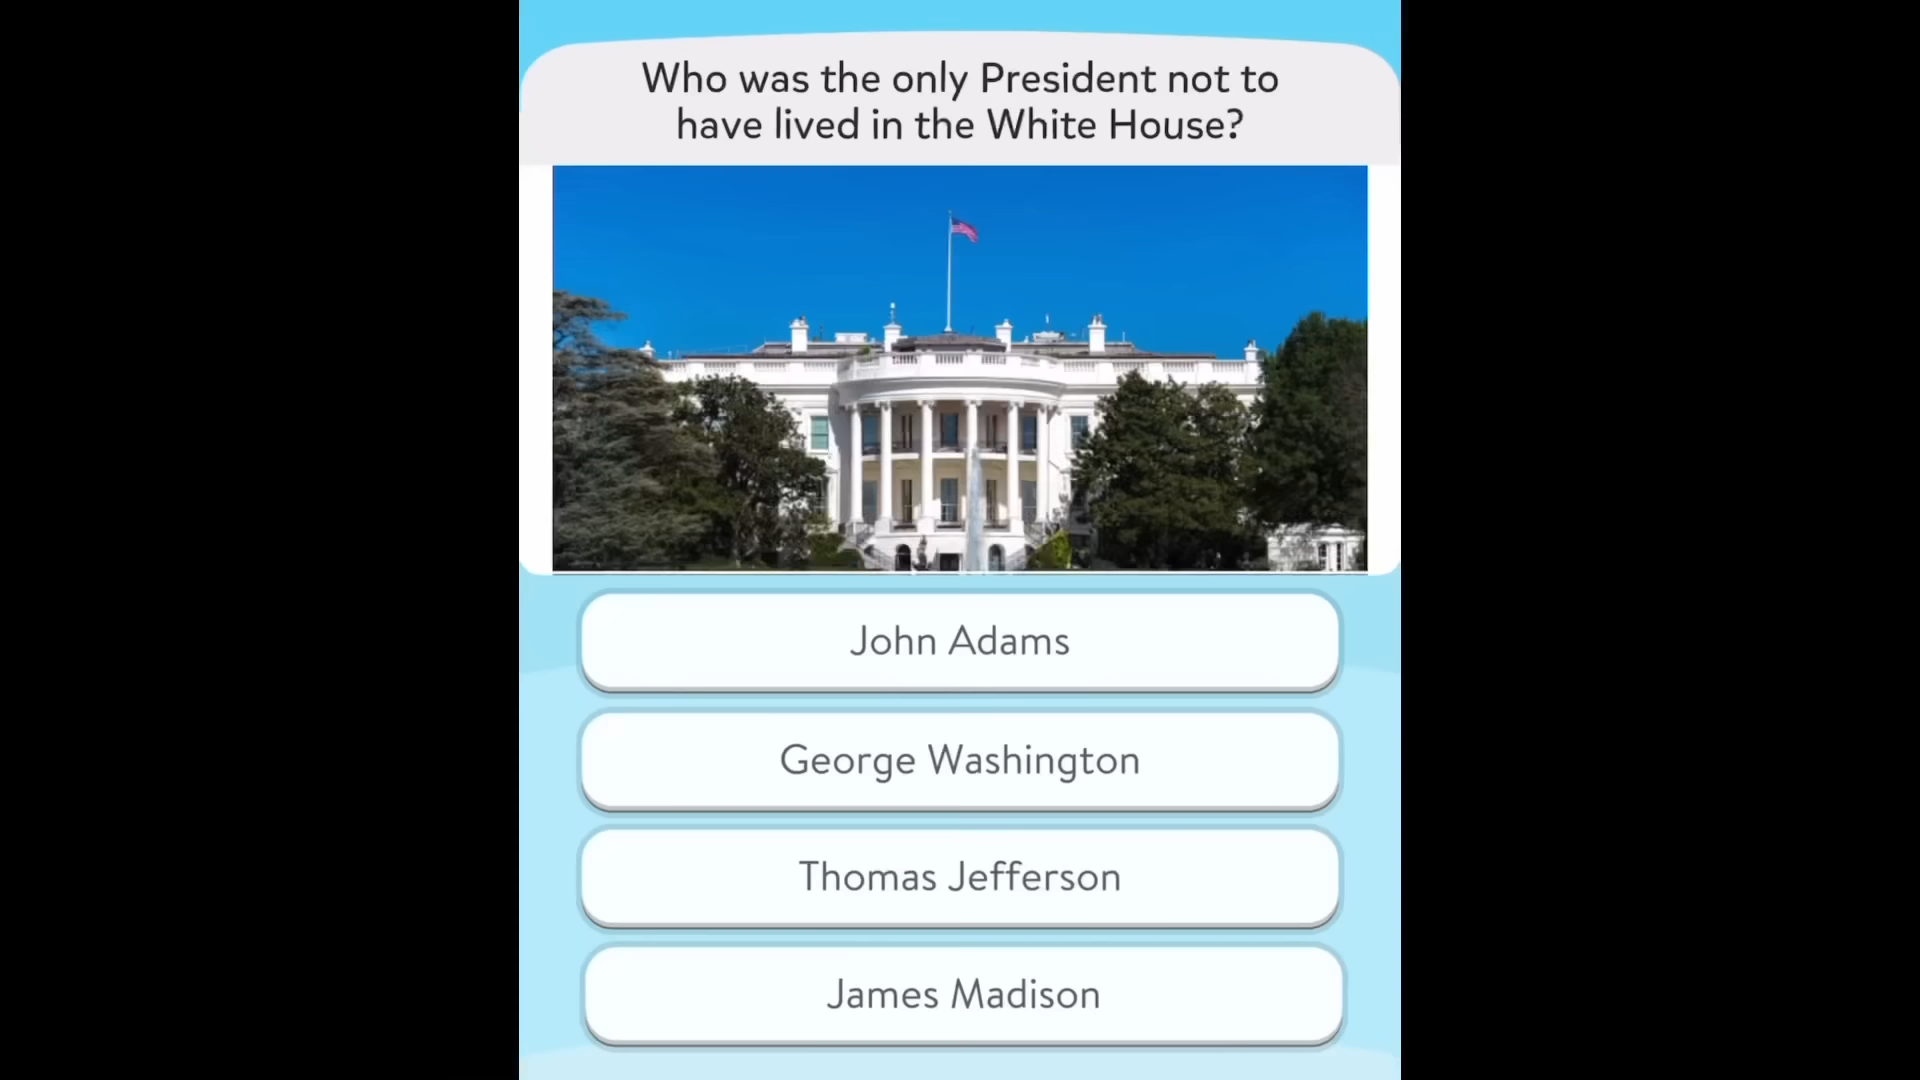 Who was the only President not to
have lived in the White House?
John Adams
George Washington
Thomas Jefferson
James Madison